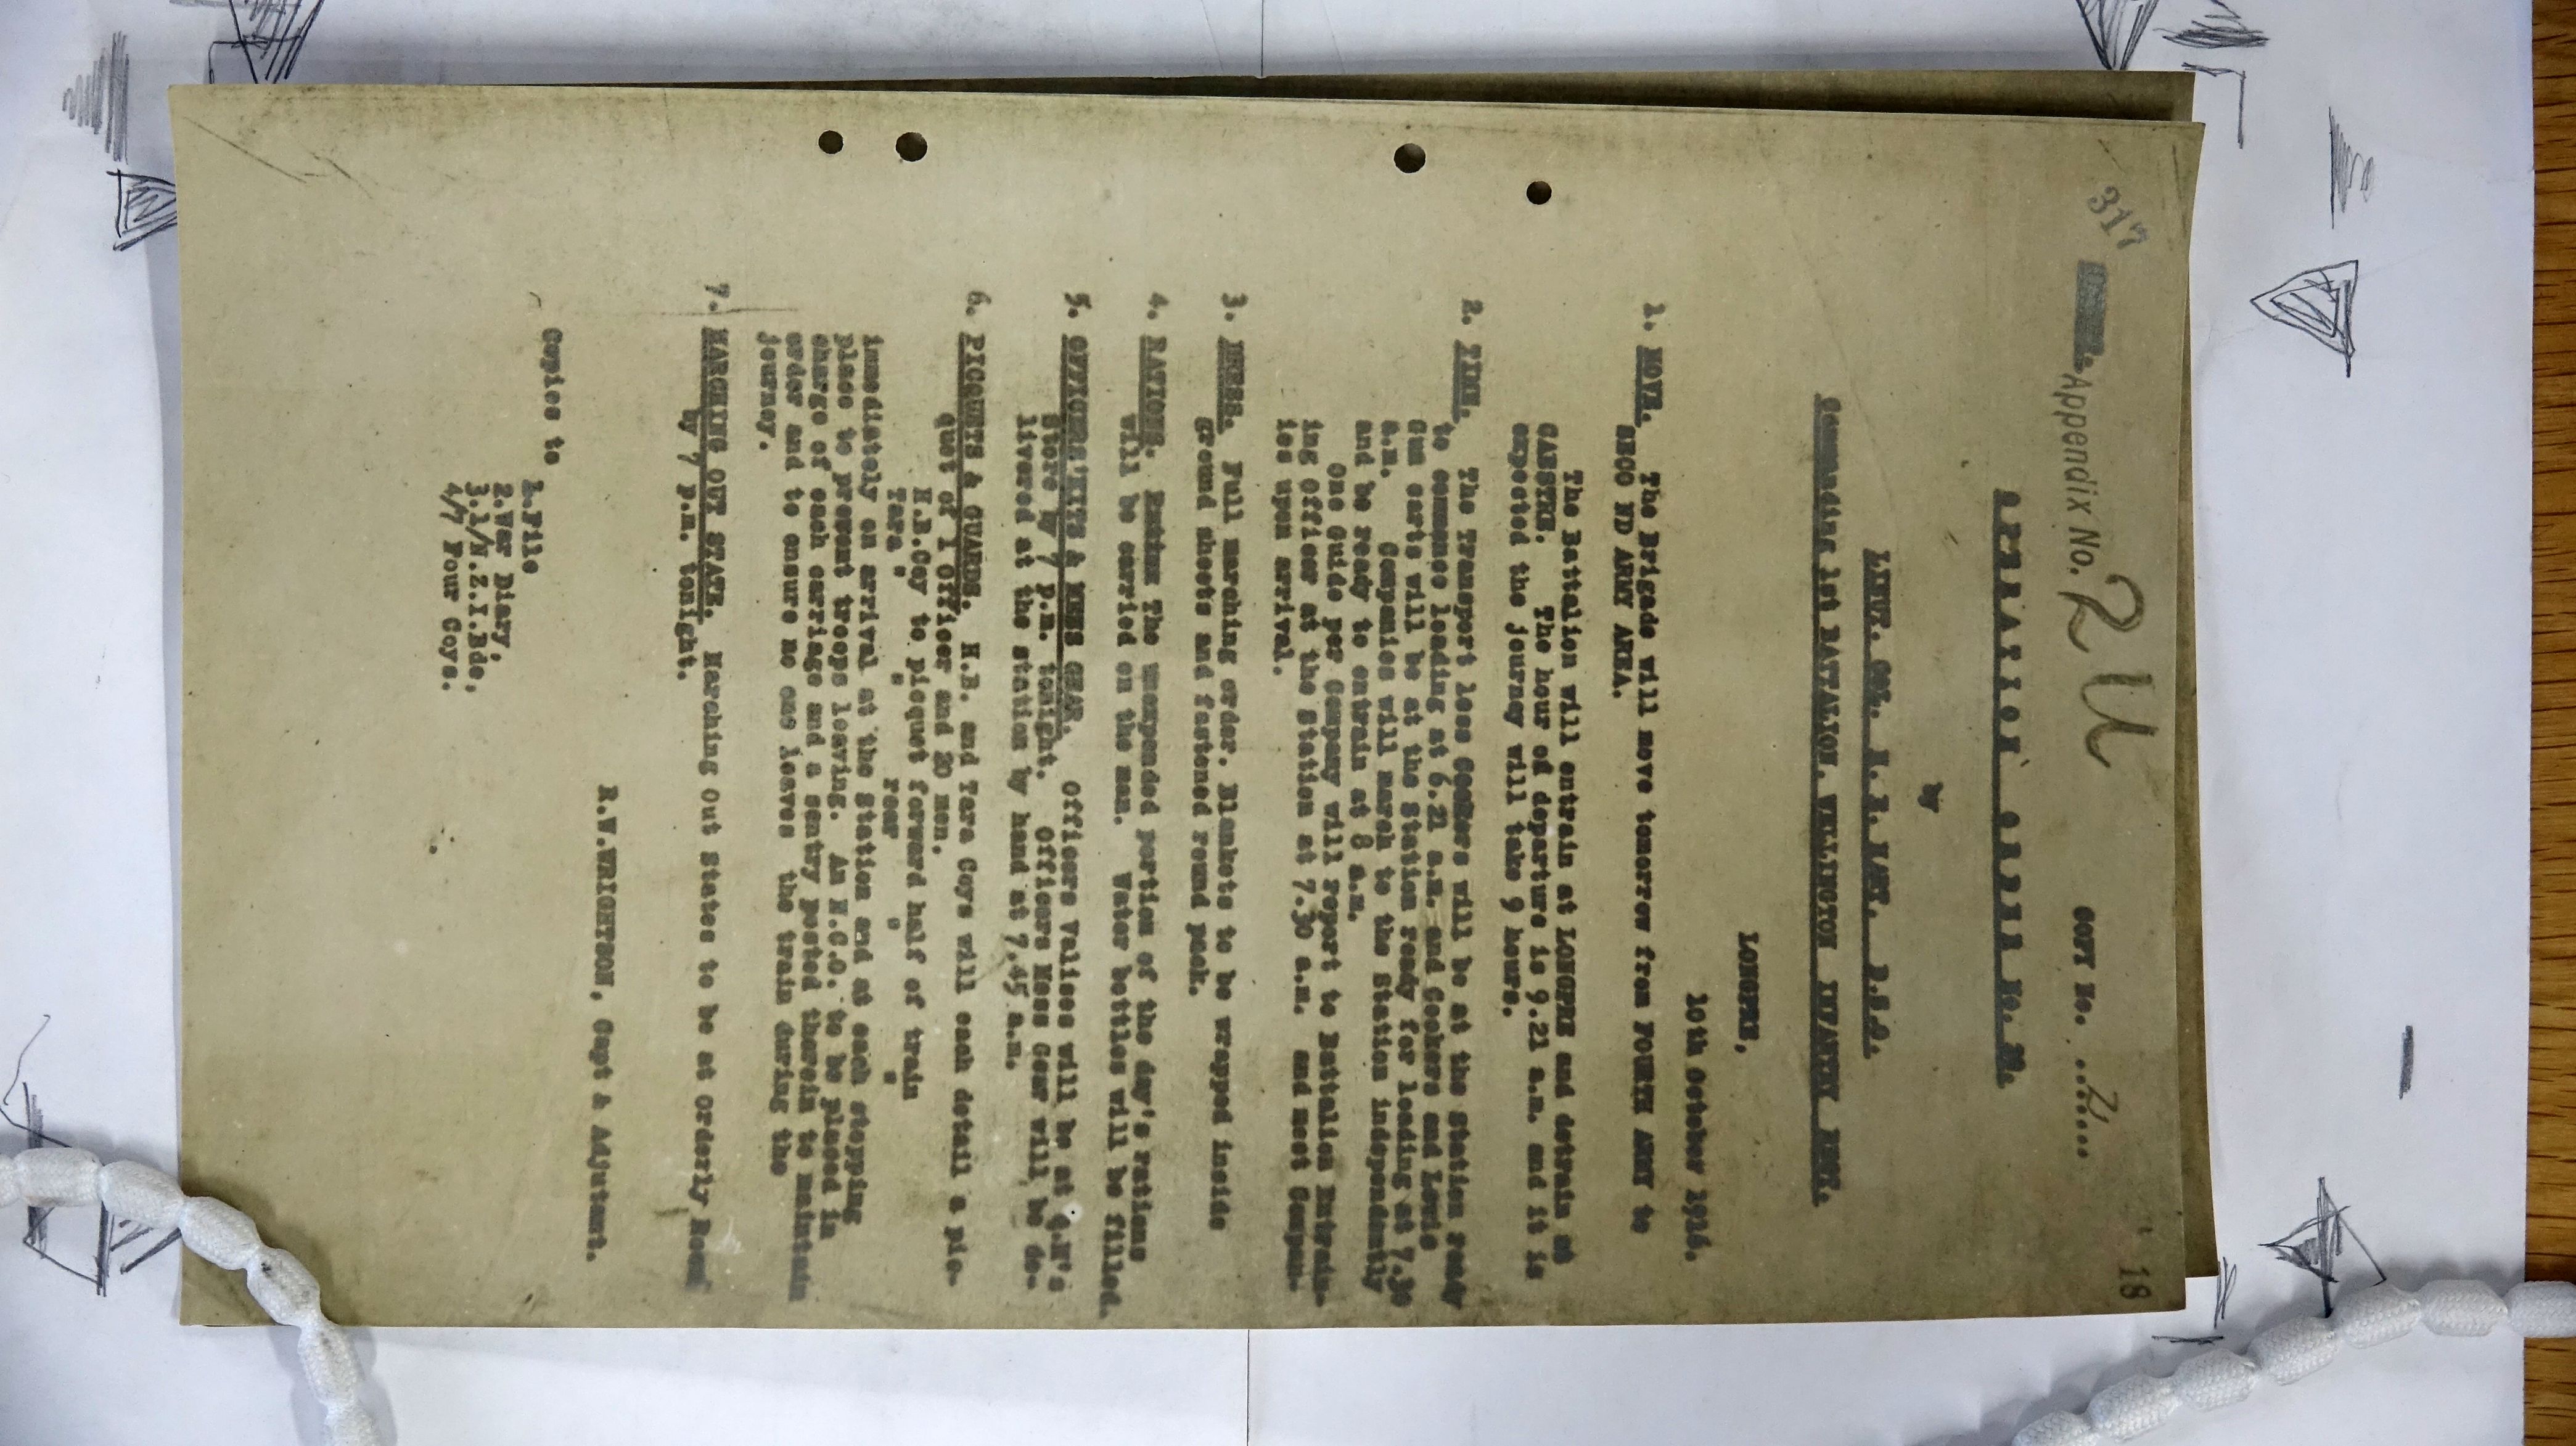 317
Appendix No. 2 U
COPY No. ..2....
18
OPERATION ORDER No.
by
LIEUT. COL. H. E. HART. D.S.O.
Commanding 1st BATALION. WELLINGTON INFANTRY REGT.
LONGPRE,
10th October 1916.
1. MOVE. The Brigade will move tomorrow from FOURTH ARMY to
SECO ND ARMY AREA.
The Battalion will entrain at LONGPRE and detrain at
CAESTRE. The hour of departure is 9.21 a.m. and it is
expected the journey will take 9 hours.
2. TIME. The Transport less Cookers will be at the station ready
to commence loading at 6.21 a.m. and Cookers and Lewis
Gun carts will be at the Station ready for loading at 7.30
a.m. Companies will march to the Station independently
and be ready to entrain at 8 a.m.
One Guide per Company will report to Battalion Entrain-
ing Officer at the Station at 7.30 a.m. and meet Compan-
ies upon arrival.
3. DRESS. Full marching order. Blankets to be wrapped inside
ground sheets and fastened round pack.
4. RATIONS. The unexpended portion of the day's rations
will be carried on the man. Water bottles will be filled.
5. OFFICERS'KITS & MESS GEAR. Officers Valises will be at Q.M's
Store by 7 p.m. tonight. Officers Mess Gear will be de-
livered at the station by hand at 7.45 a.m.
6. PICQUETS & GUARDS. H.B. and Tara Coys will each detail a pic-
quet of 1 Officer and 20 men.
H.B.Coy to picquet forward half of train
Tara " " rear " "
immediately on arrival at the Station and at each stopping
place to prevent troops leaving. An N.C.O. to be placed in
charge of each carriage and a sentry posted therein to maintain
order and to ensure no one leaves the train during the
journey.
7. MARCHING OUT STATE. Marching Out States to be at Orderly Room
by 7 p.m. tonight.
R.W.WRIGHTSON, Capt & Adjutant.
Copies to
1.File
2.War Diary,
3.1/N.Z.I.Bde,
4/7 Four Coys.